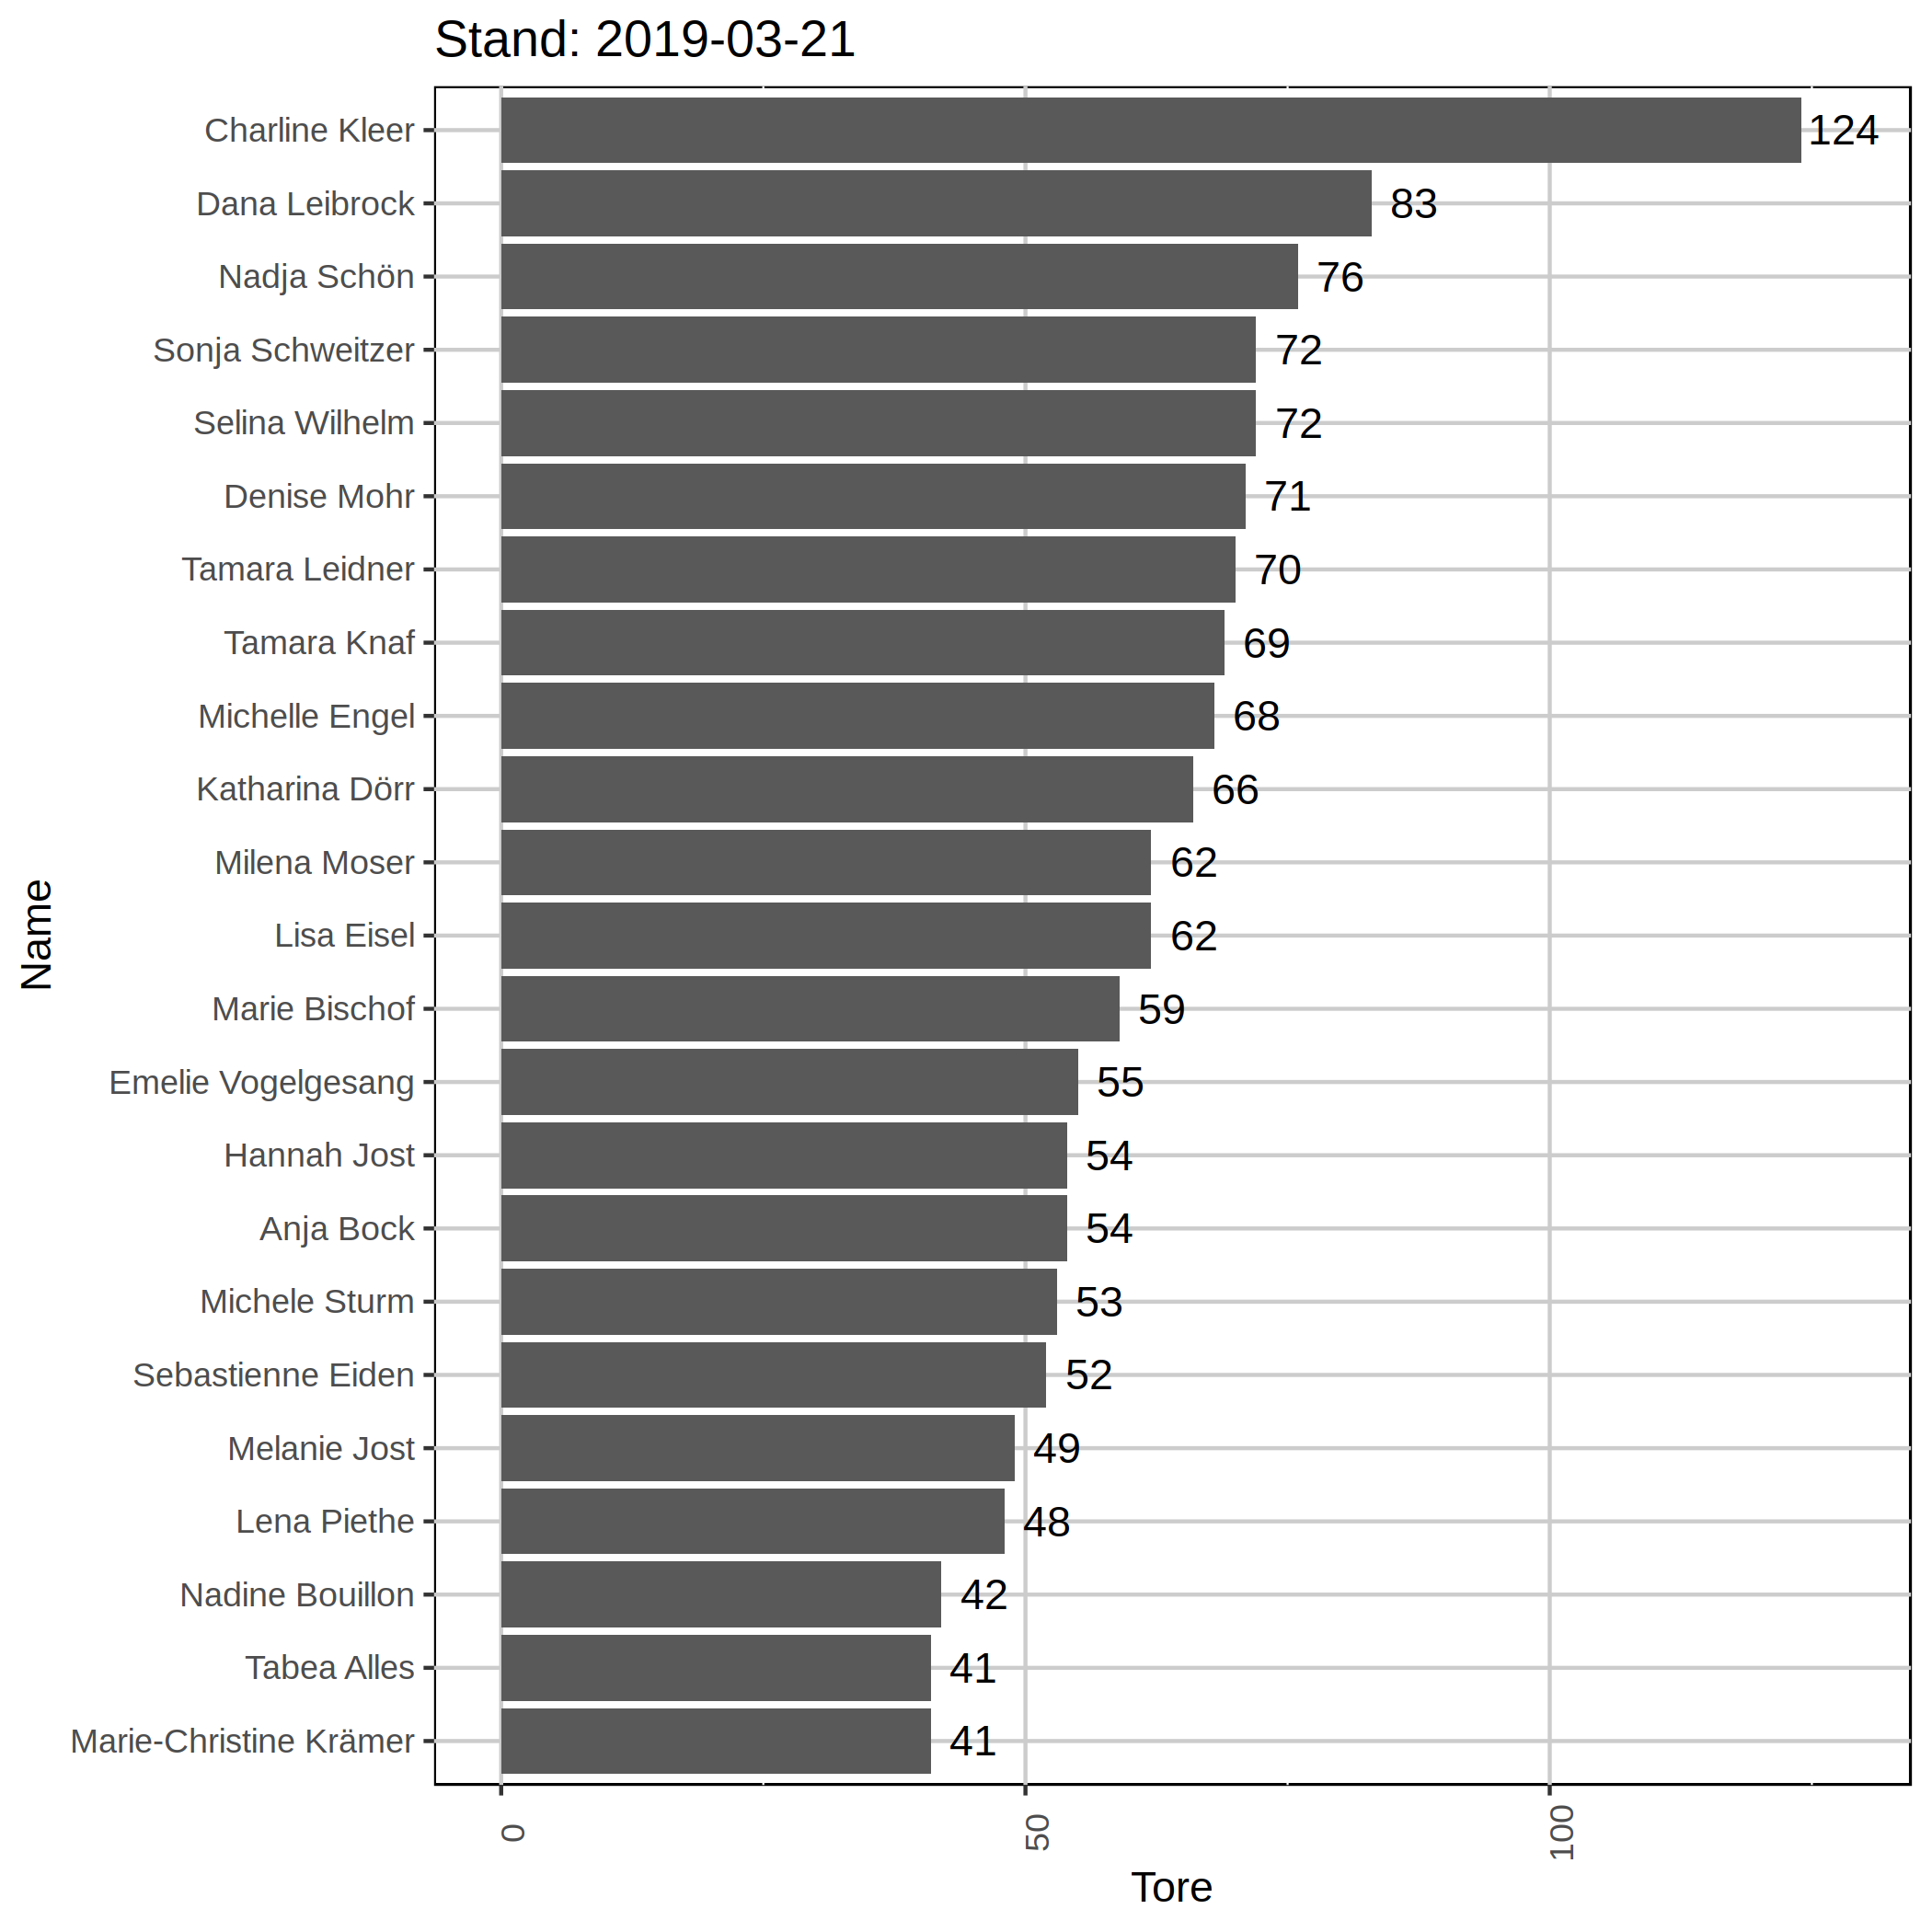 Stand: 2019-03-21
Charline Kleer 124
Dana Leibrock 83
Nadja Schön 76
Sonja Schweitzer 72
Selina Wilhelm 72
Denise Mohr 71
Tamara Leidner 70
Tamara Knaf 69
Michelle Engel 68
Katharina Dörr 66
Milena Moser 62
Lisa Eisel 62
Marie Bischof 59
Emelie Vogelgesang 55
Hannah Jost 54
Anja Bock 54
Michele Sturm 53
Sebastienne Eiden 52
Melanie Jost 49
Lena Piethe 48
Nadine Bouillon 42
Tabea Alles 41
Marie-Christine Krämer 41
Name
0 50 100
Tore